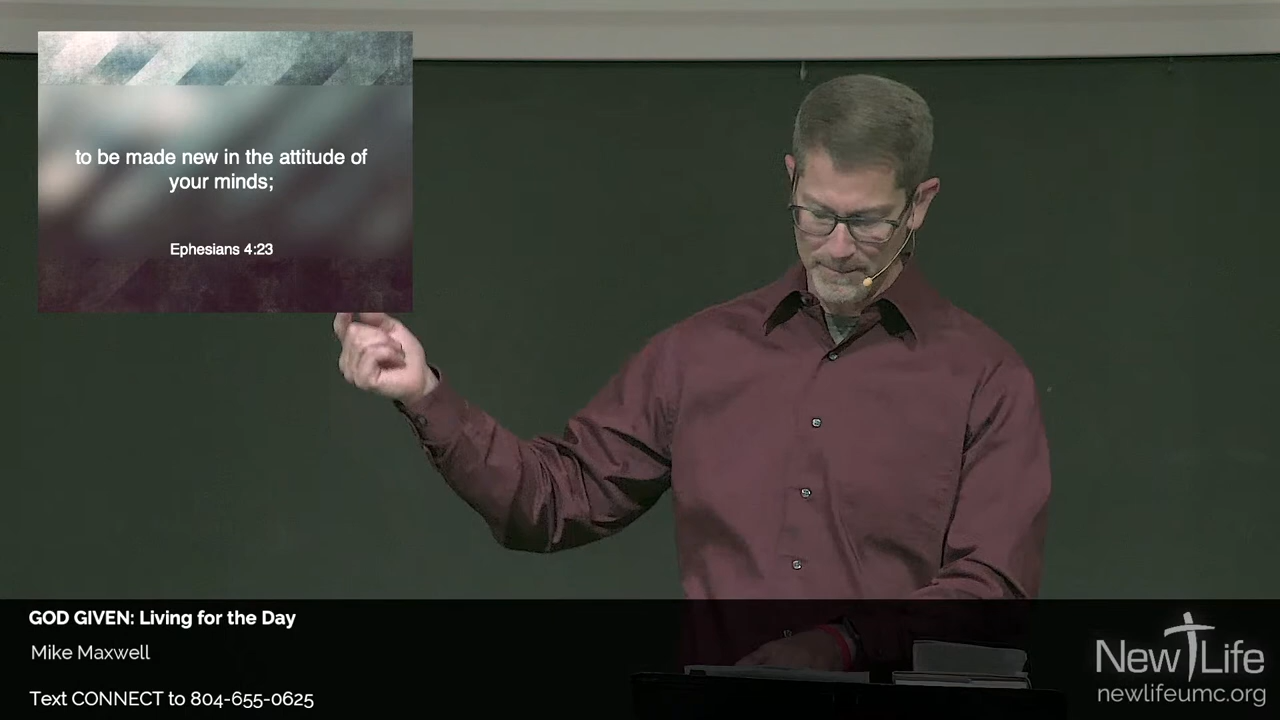 to be made new in the attitude of
your minds;
Ephesians 4:23
GOD GIVEN: Living for the Day
Mike Maxwell
Text CONNECT to 804-655-0625
New Life
newlifeumc.org